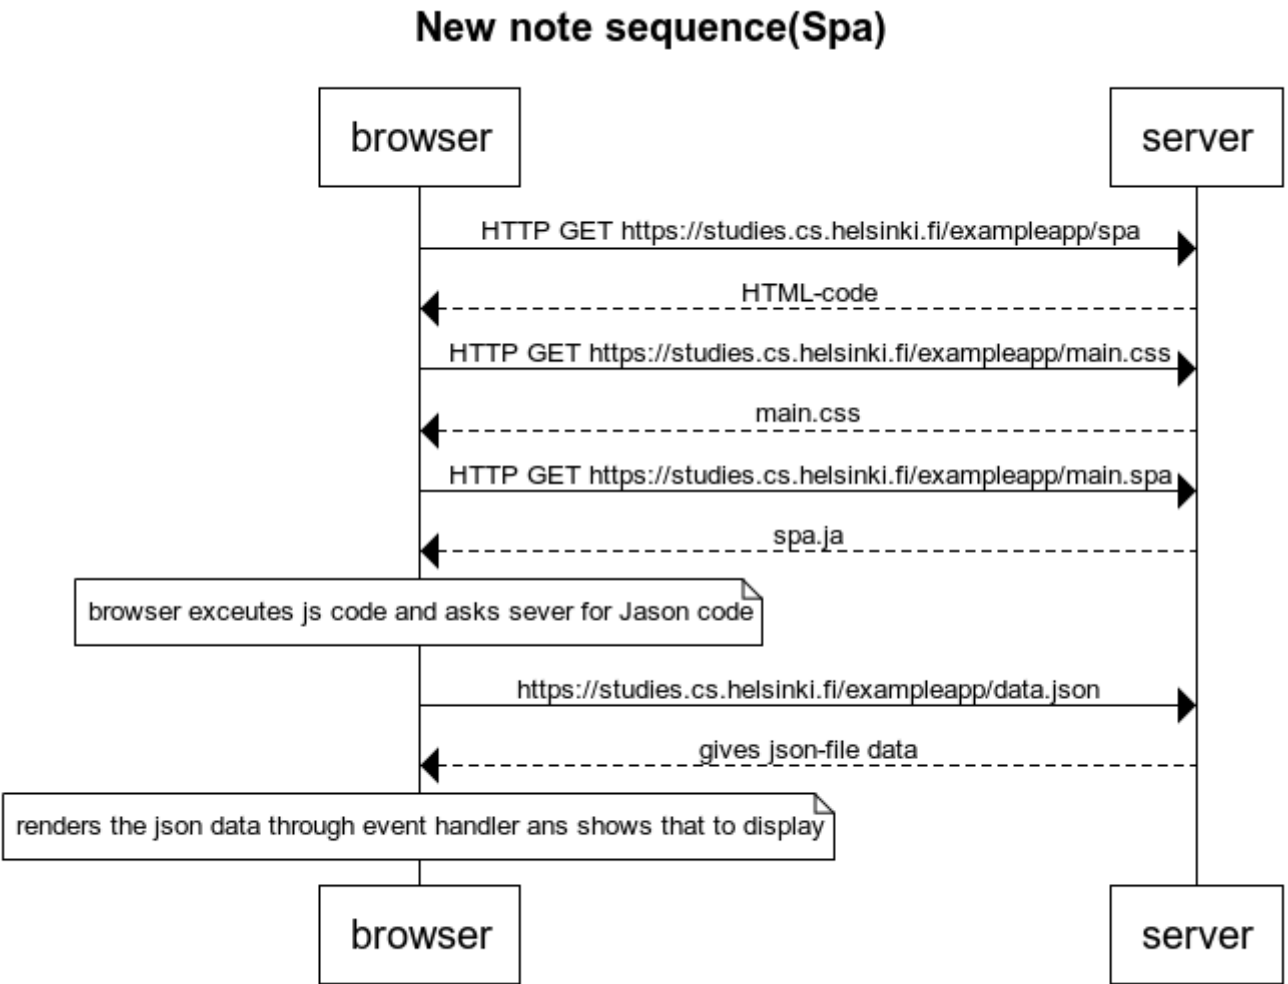 New note sequence(Spa)
browser
server
HTTP GET https://studies.cs.helsinki.fi/exampleapp/spa
HTML-code
HTTP GET https://studies.cs.helsinki.fi/exampleapp/main.css
main.css
HTTP GET https://studies.cs.helsinki.fi/exampleapp/main.spa
spa.ja
browser exceutes js code and asks sever for Jason code
https://studies.cs.helsinki.fi/exampleapp/data.json
gives json-file data
renders the json data through event handler ans shows that to display
browser
server